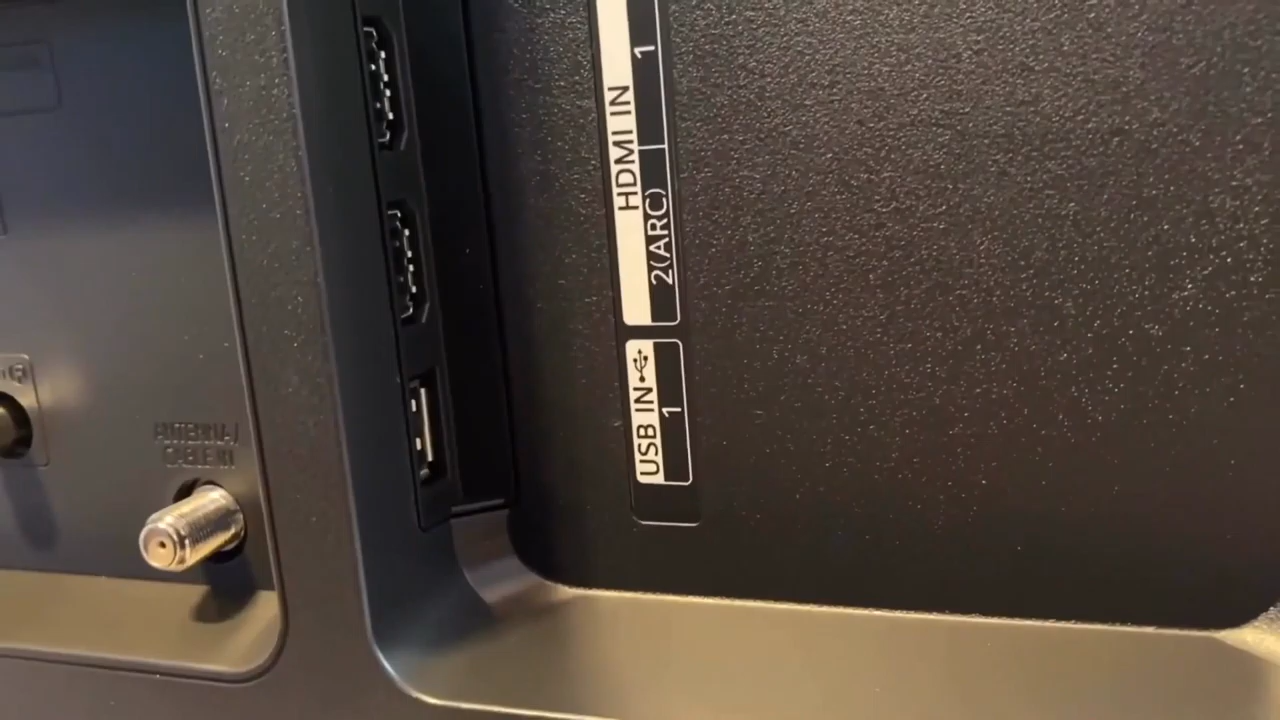 HDMI IN
1
2(ARC)
USB IN
1
ANTENNA/
CABLE IN